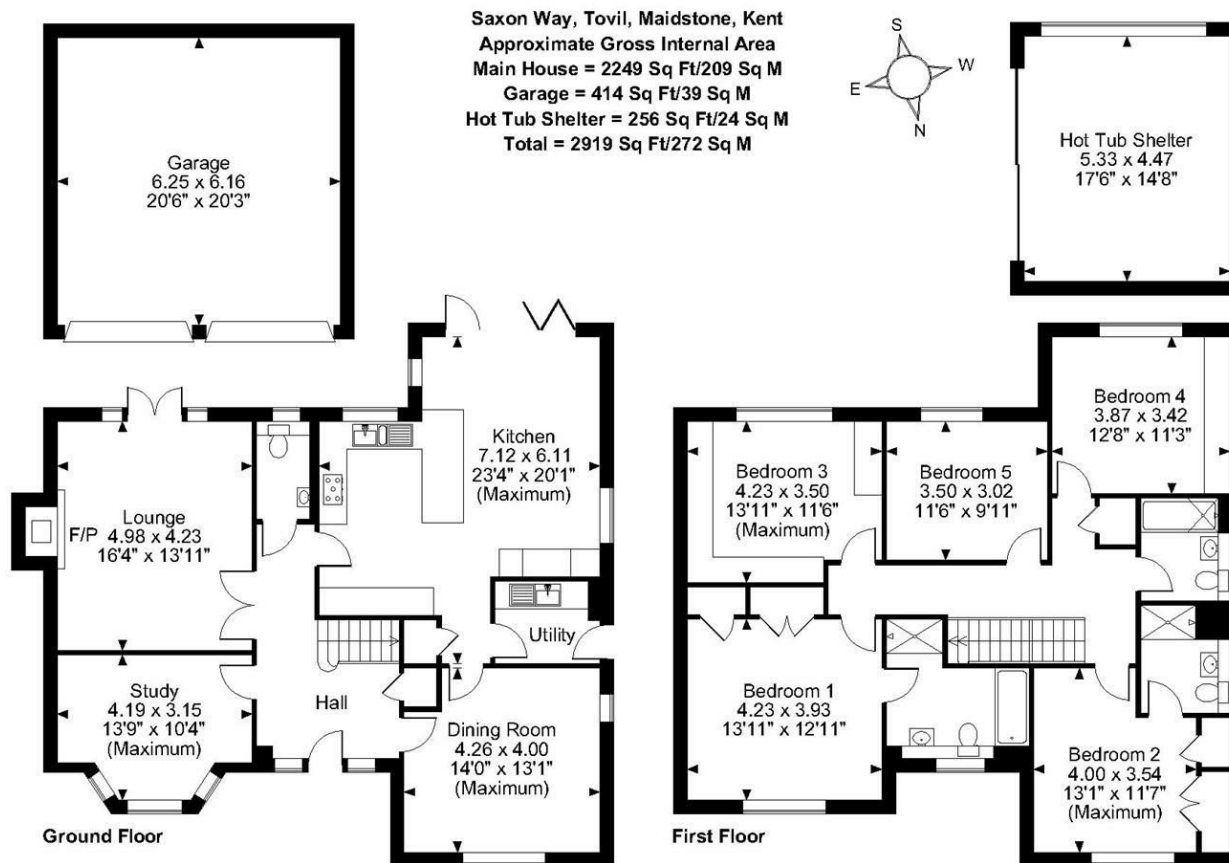 Saxon Way, Tovil, Maidstone, Kent
Approximate Gross Internal Area
Main House = 2249 Sq Ft/209 Sq M
Garage = 414 Sq Ft/39 Sq M
Hot Tub Shelter = 256 Sq Ft/24 Sq M
Total = 2919 Sq Ft/272 Sq M
S
W
E
N
Garage
6.25 x 6.16
20'6" x 20'3"
Hot Tub Shelter
5.33 x 4.47
17'6" x 14'8"
Kitchen
7.12 x 6.11
23'4" x 20'1"
(Maximum)
F/P
Lounge
4.98 x 4.23
16'4" x 13'11"
Utility
Study
4.19 x 3.15
13'9" x 10'4"
(Maximum)
Hall
Dining Room
4.26 x 4.00
14'0" x 13'1"
(Maximum)
Ground Floor
Bedroom 4
3.87 x 3.42
12'8" x 11'3"
Bedroom 3
4.23 x 3.50
13'11" x 11'6"
(Maximum)
Bedroom 5
3.50 x 3.02
11'6" x 9'11"
Bedroom 1
4.23 x 3.93
13'11" x 12'11"
Bedroom 2
4.00 x 3.54
13'1" x 11'7"
(Maximum)
First Floor